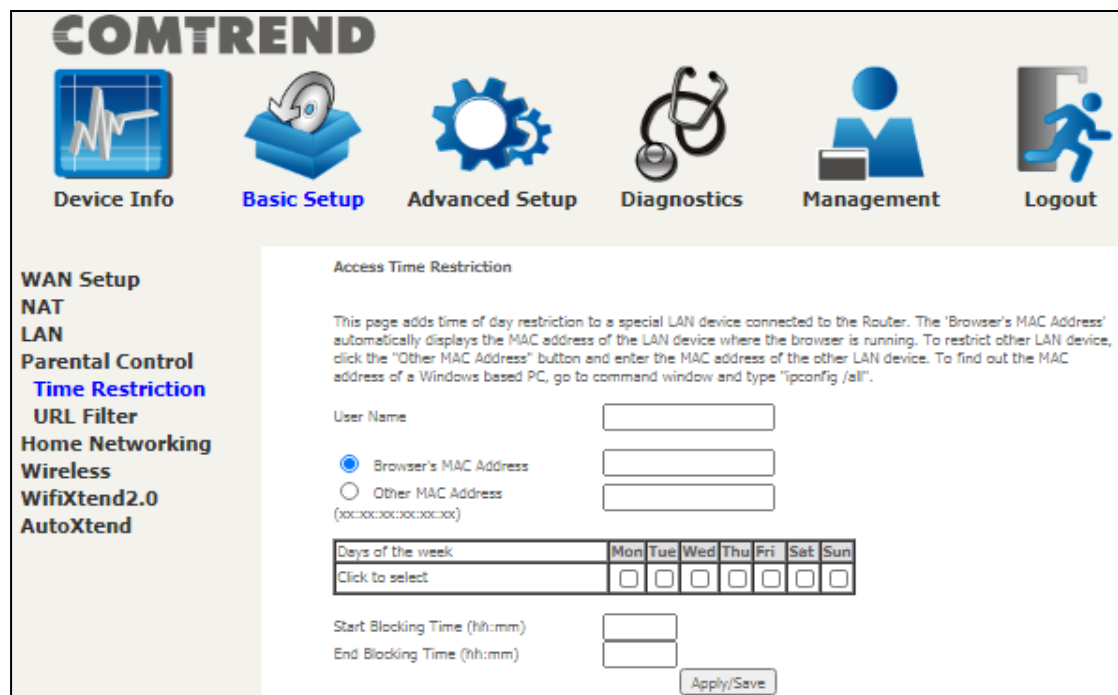 COMTREND
Device Info
Basic Setup
Advanced Setup
Diagnostics
Management
Logout
WAN Setup
NAT
LAN
Parental Control
Time Restriction
URL Filter
Home Networking
Wireless
WifiXtend2.0
AutoXtend
Access Time Restriction
This page adds time of day restriction to a special LAN device connected to the Router. The 'Browser's MAC Address'
automatically displays the MAC address of the LAN device where the browser is running. To restrict other LAN device,
click the "Other MAC Address" button and enter the MAC address of the other LAN device. To find out the MAC
address of a Windows based PC, go to command window and type "ipconfig /all".
User Name
Browser's MAC Address
Other MAC Address
(xx:xx:xx:xx:xx:xx)
Days of the week Mon Tue Wed Thu Fri Sat Sun
Click to select
Start Blocking Time (hh:mm)
End Blocking Time (hh:mm)
Apply/Save